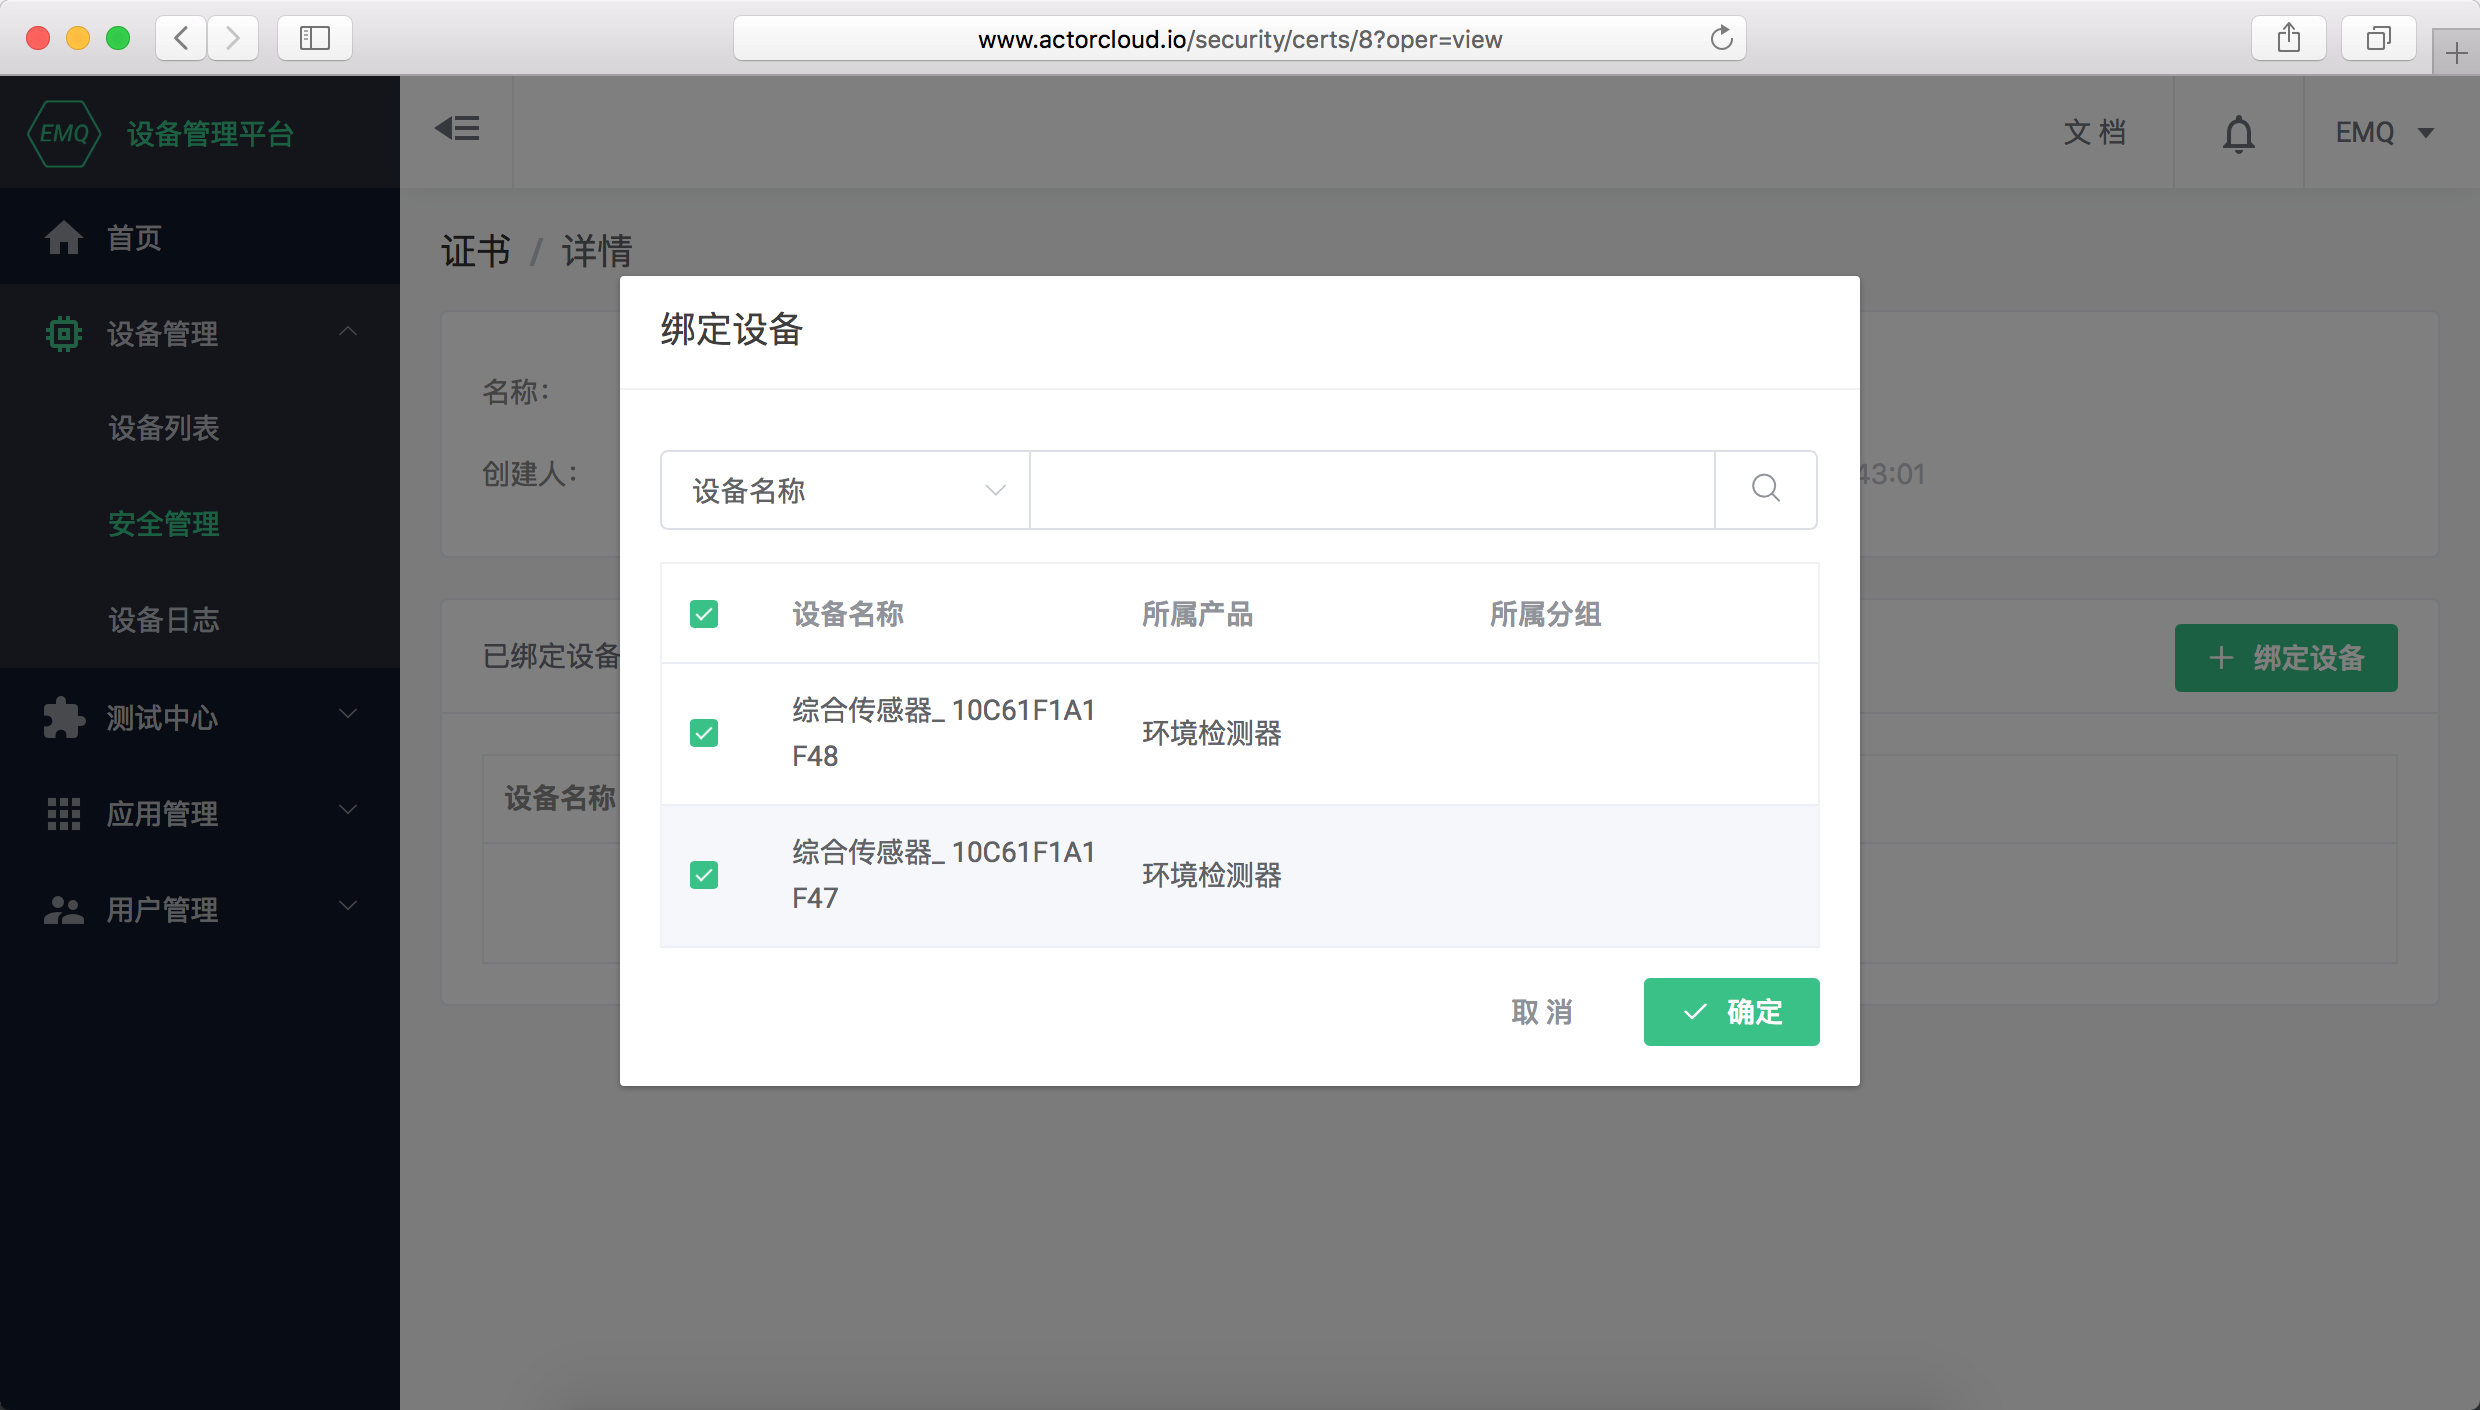 www.actorcloud.io/security/certs/8?oper=view
EMQ 设备管理平台
文 档
EMQ
首页
设备管理
设备列表
安全管理
设备日志
测试中心
应用管理
用户管理
证书 / 详情
名称：
创建人：
43:01
已绑定设备
+ 绑定设备
设备名称
绑定设备
设备名称
设备名称 所属产品 所属分组
综合传感器_ 10C61F1A1
F48
环境检测器
综合传感器_ 10C61F1A1
F47
环境检测器
取 消
确定